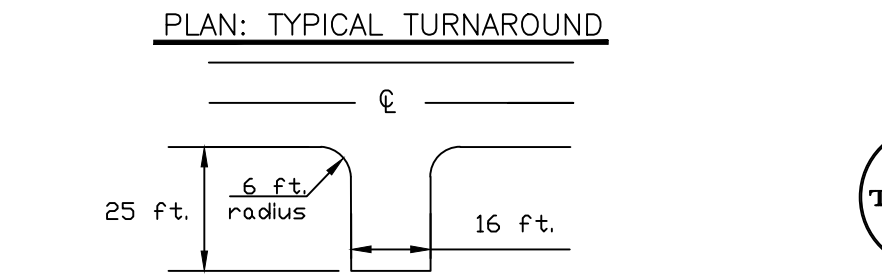 PLAN: TYPICAL TURNAROUND
℄
6 ft.
radius
25 ft.
16 ft.
T